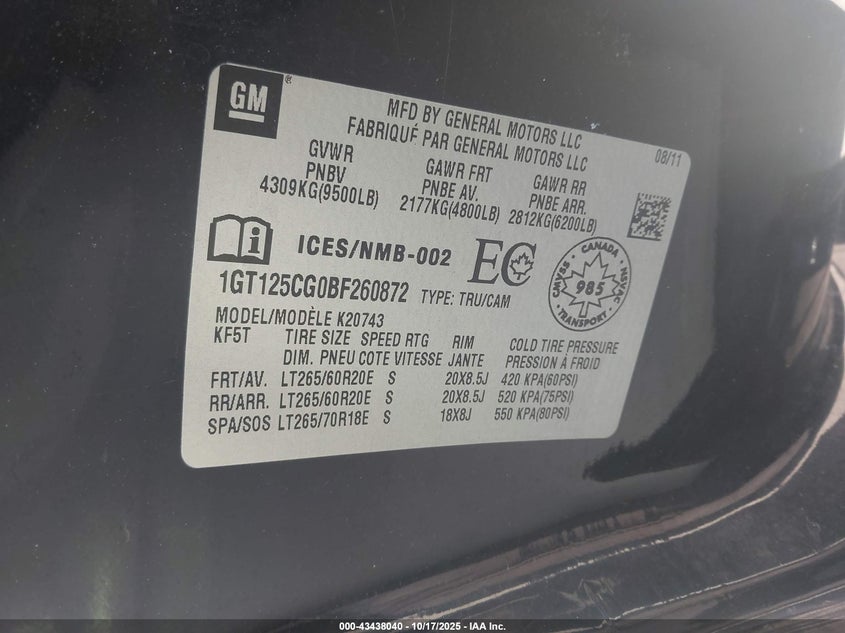 GM
MFD BY GENERAL MOTORS LLC
FABRIQUÉ PAR GENERAL MOTORS LLC
08/11
GVWR GAWR FRT GAWR RR
PNBV PNBE AV. PNBE ARR.
4309KG(9500LB) 2177KG(4800LB) 2812KG(6200LB)
ICES/NMB-002 EC
CANADA
CMVSS 985 NSVAC
TRANSPORT
1GT125CG0BF260872 TYPE: TRU/CAM
MODEL/MODÈLE K20743
KF5T TIRE SIZE SPEED RTG RIM COLD TIRE PRESSURE
DIM. PNEU COTE VITESSE JANTE PRESSION À FROID
FRT/AV. LT265/60R20E S 20X8.5J 420 KPA(60PSI)
RR/ARR. LT265/60R20E S 20X8.5J 520 KPA(75PSI)
SPA/SOS LT265/70R18E S 18X8J 550 KPA(80PSI)
000-43438040 - 10/17/2025 - IAA Inc.